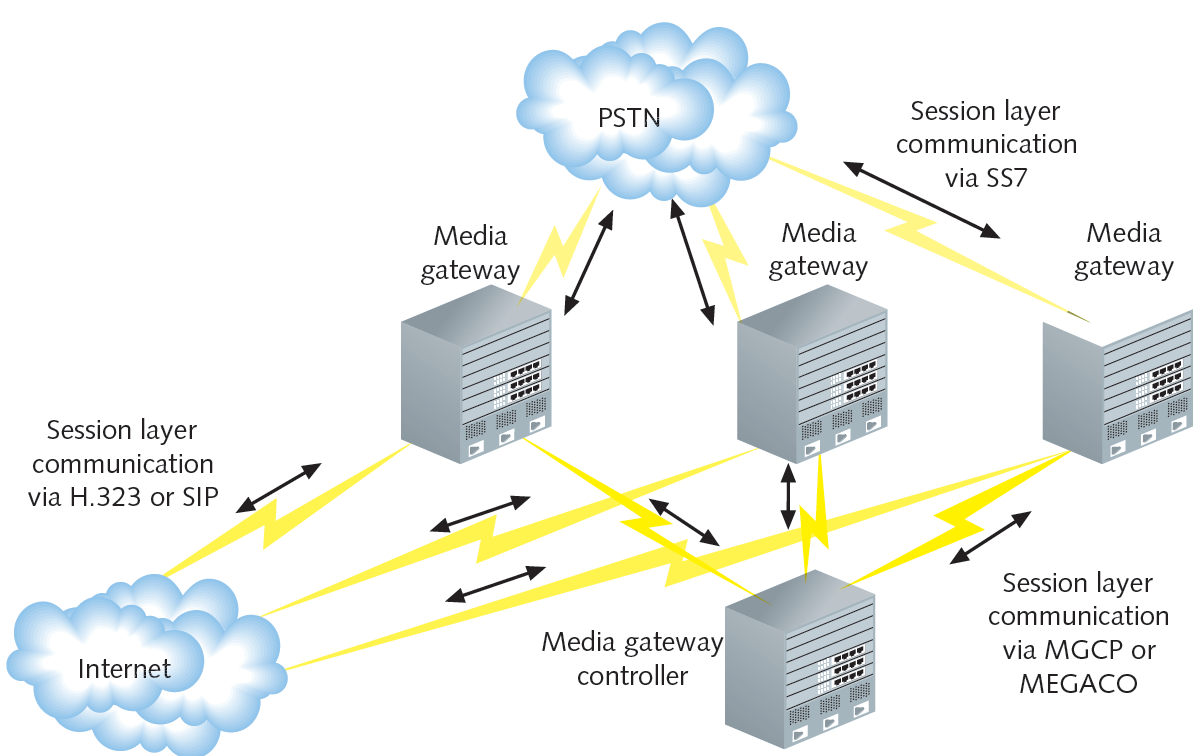 PSTN
Session layer
communication
via SS7
Media
gateway
Media
gateway
Media
gateway
Session layer
communication
via H.323 or SIP
Internet
Media gateway
controller
Session layer
communication
via MGCP or
MEGACO